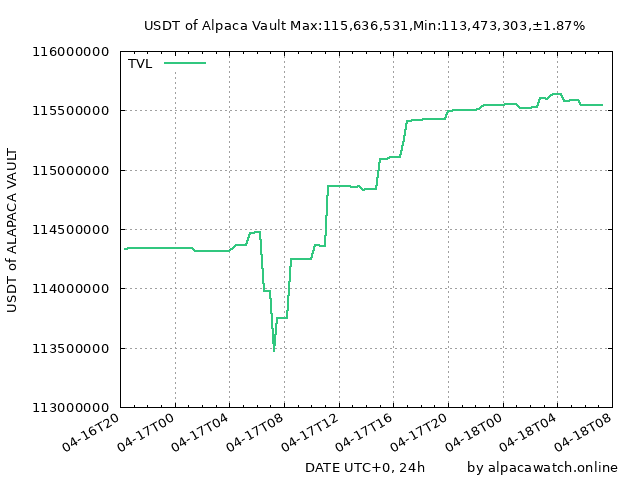 USDT of Alpaca Vault Max:115,636,531,Min:113,473,303,±1.87%
TVL
116000000
115500000
115000000
114500000
114000000
113500000
113000000
USDT of ALAPACA VAULT
04-16T20
04-17T00
04-17T04
04-17T08
04-17T12
04-17T16
04-17T20
04-18T00
04-18T04
04-18T08
DATE UTC+0, 24h
by alpacawatch.online